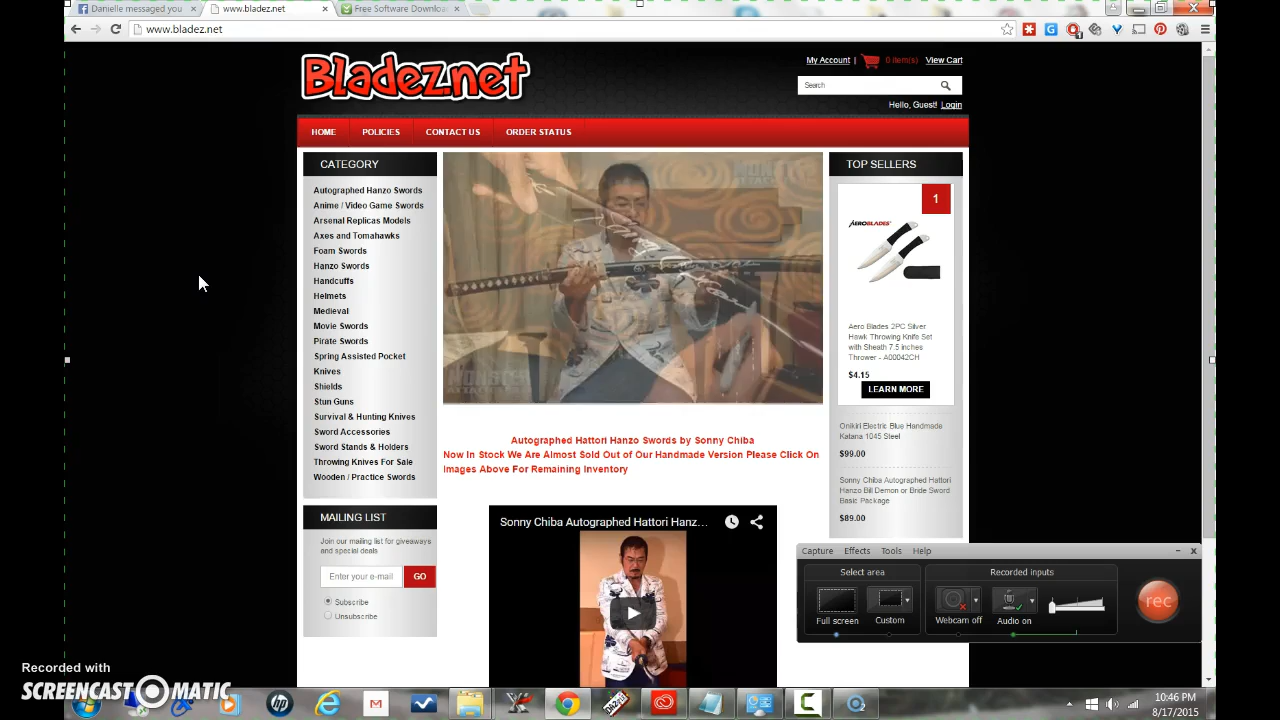 Danielle messaged you
www.bladez.net
Free Software Downloa
www.bladez.net
Bladez.net
My Account | 0 item(s) View Cart
Search
Hello, Guest! Login
HOME POLICIES CONTACT US ORDER STATUS
CATEGORY
Autographed Hanzo Swords
Anime / Video Game Swords
Arsenal Replicas Models
Axes and Tomahawks
Foam Swords
Hanzo Swords
Handcuffs
Helmets
Medieval
Movie Swords
Pirate Swords
Spring Assisted Pocket
Knives
Shields
Stun Guns
Survival & Hunting Knives
Sword Accessories
Sword Stands & Holders
Throwing Knives For Sale
Wooden / Practice Swords
MAILING LIST
Join our mailing list for giveaways
and special deals
Enter your e-mail GO
Subscribe
Unsubscribe
MONSTER
Autographed Hattori Hanzo Swords by Sonny Chiba
Now In Stock We Are Almost Sold Out of Our Handmade Version Please Click On
Images Above For Remaining Inventory
Sonny Chiba Autographed Hattori Hanz...
TOP SELLERS
1
AEROBLADES
Aero Blades 2PC Silver
Hawk Throwing Knife Set
with Sheath 7.5 inches
Thrower - A00042CH
$4.15
LEARN MORE
Onikiri Electric Blue Handmade
Katana 1045 Steel
$99.00
Sonny Chiba Autographed Hattori
Hanzo Bill Demon or Bride Sword
Basic Package
$89.00
Capture Effects Tools Help
Select area
Recorded inputs
Full screen
Custom
Webcam off
Audio on
rec
Recorded with
SCREENCAST-O-MATIC
10:46 PM
8/17/2015